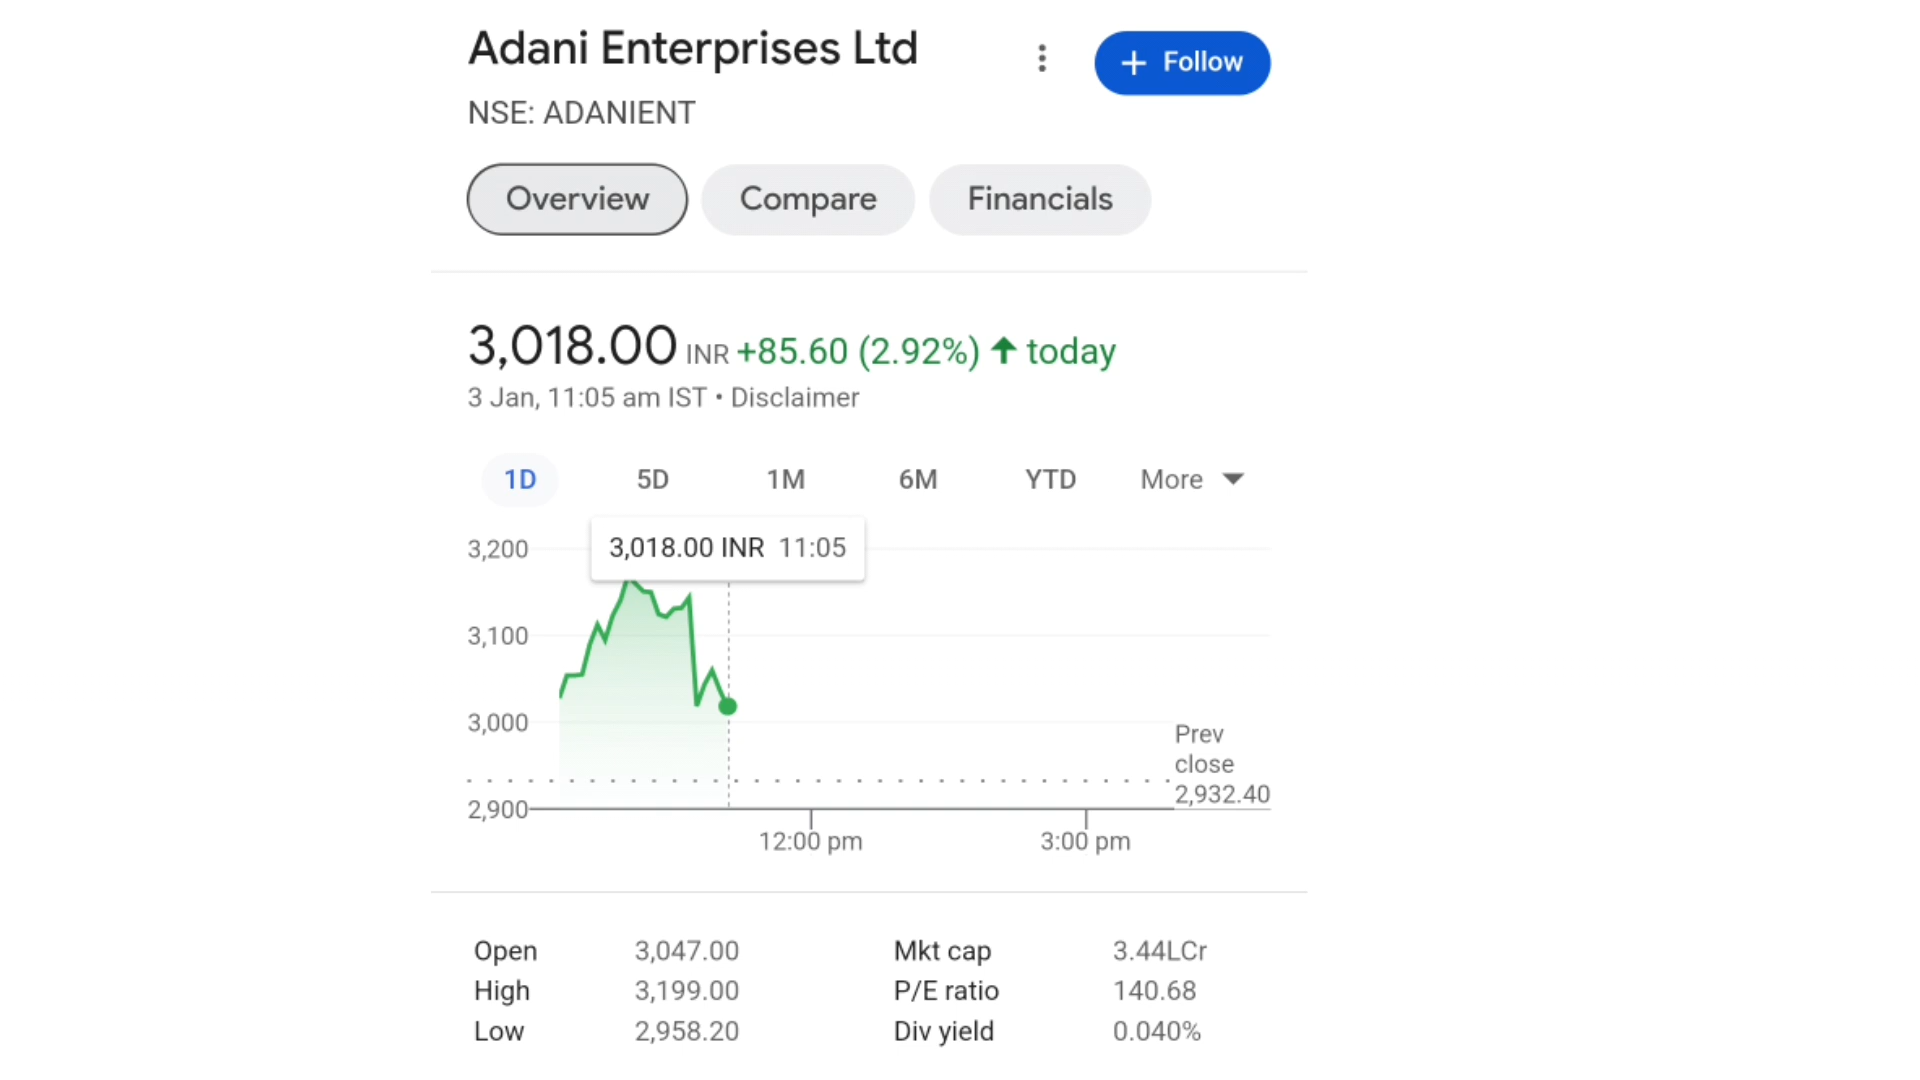 Adani Enterprises Ltd
+ Follow
NSE: ADANIENT
Overview Compare Financials
3,018.00 INR +85.60 (2.92%) ↑ today
3 Jan, 11:05 am IST • Disclaimer
1D 5D 1M 6M YTD More
3,018.00 INR 11:05
3,200
3,100
3,000
2,900
Prev
close
2,932.40
12:00 pm 3:00 pm
Open 3,047.00 Mkt cap 3.44LCr
High 3,199.00 P/E ratio 140.68
Low 2,958.20 Div yield 0.040%